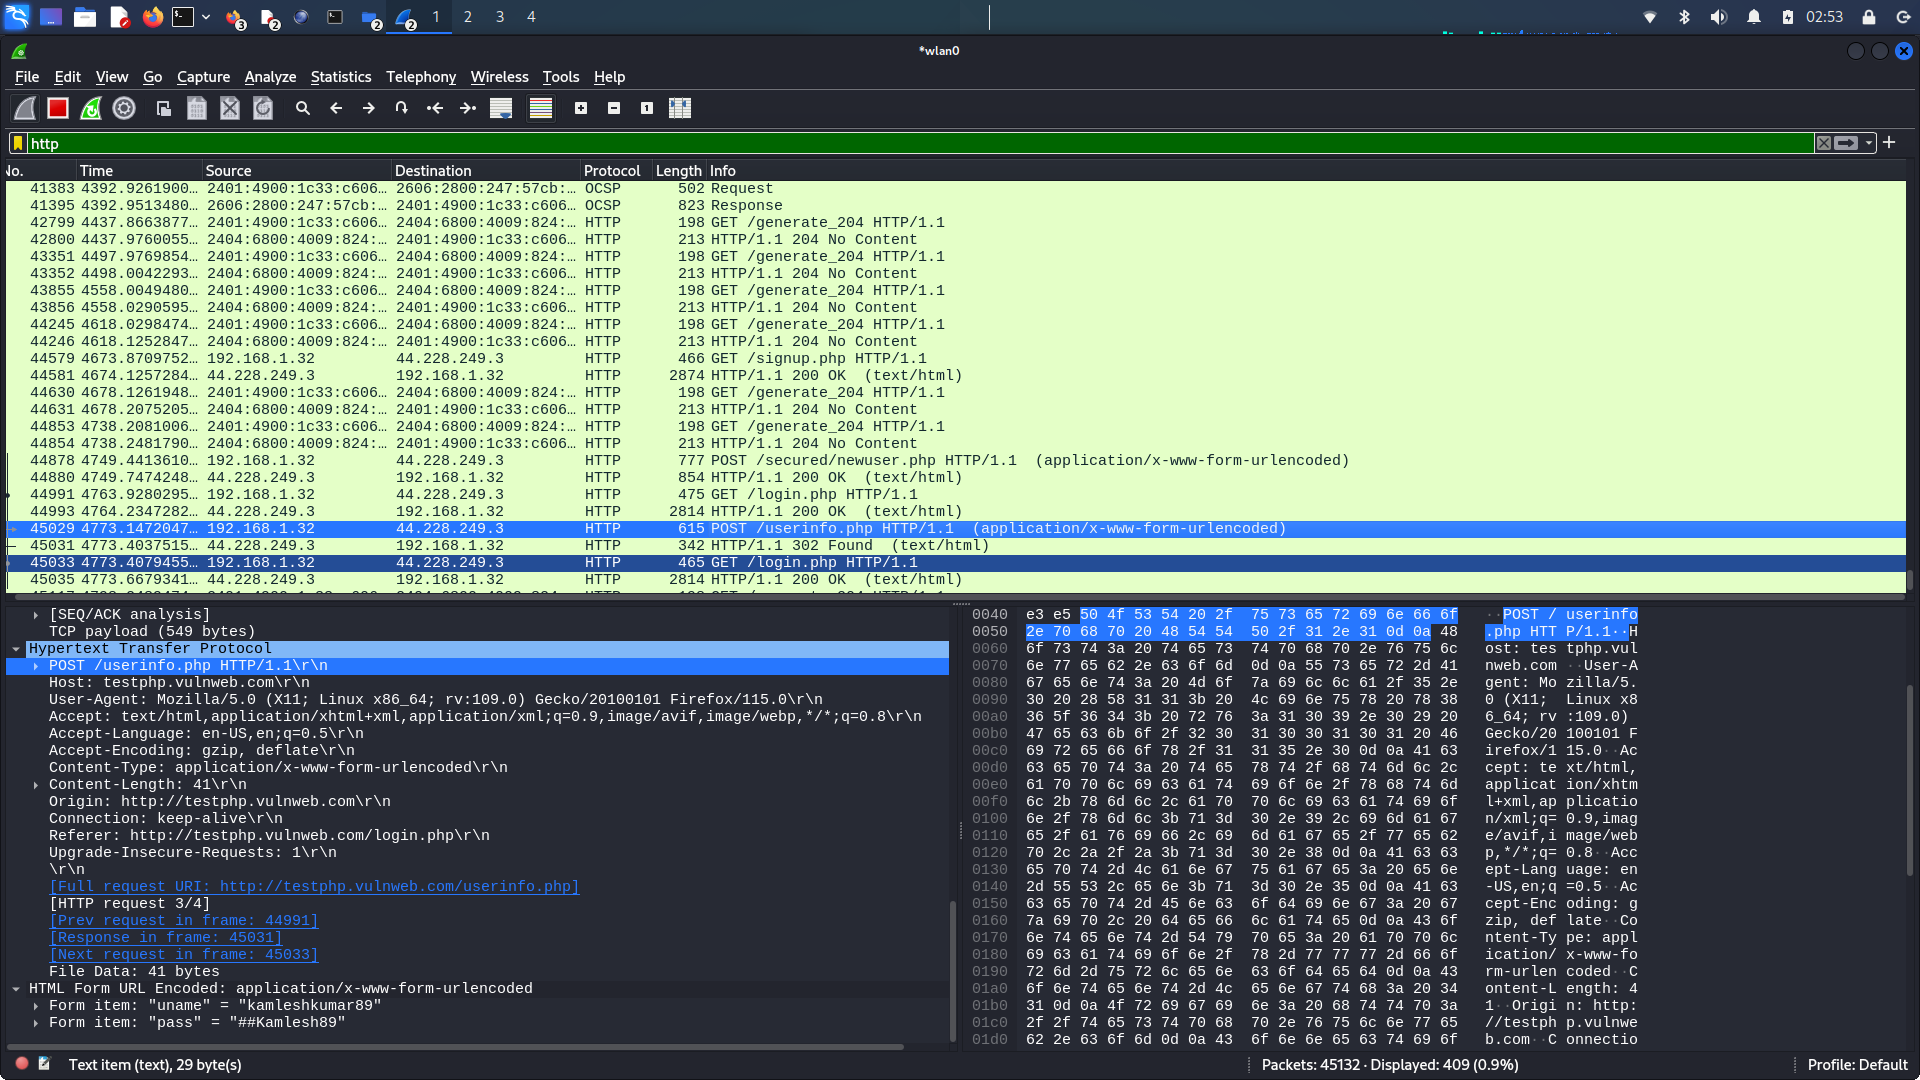 1 2 3 4
02:53
*wlan0
File Edit View Go Capture Analyze Statistics Telephony Wireless Tools Help
http
No. Time Source Destination Protocol Length Info
41383 4392.9261900… 2401:4900:1c33:c606… 2606:2800:247:57cb:… OCSP 502 Request
41395 4392.9513480… 2606:2800:247:57cb:… 2401:4900:1c33:c606… OCSP 823 Response
42799 4437.8663877… 2401:4900:1c33:c606… 2404:6800:4009:824:… HTTP 198 GET /generate_204 HTTP/1.1
42800 4437.9760055… 2404:6800:4009:824:… 2401:4900:1c33:c606… HTTP 213 HTTP/1.1 204 No Content
43351 4497.9769854… 2401:4900:1c33:c606… 2404:6800:4009:824:… HTTP 198 GET /generate_204 HTTP/1.1
43352 4498.0042293… 2404:6800:4009:824:… 2401:4900:1c33:c606… HTTP 213 HTTP/1.1 204 No Content
43855 4558.0049480… 2401:4900:1c33:c606… 2404:6800:4009:824:… HTTP 198 GET /generate_204 HTTP/1.1
43856 4558.0290595… 2404:6800:4009:824:… 2401:4900:1c33:c606… HTTP 213 HTTP/1.1 204 No Content
44245 4618.0298474… 2401:4900:1c33:c606… 2404:6800:4009:824:… HTTP 198 GET /generate_204 HTTP/1.1
44246 4618.1252847… 2404:6800:4009:824:… 2401:4900:1c33:c606… HTTP 213 HTTP/1.1 204 No Content
44579 4673.8709752… 192.168.1.32 44.228.249.3 HTTP 466 GET /signup.php HTTP/1.1
44581 4674.1257284… 44.228.249.3 192.168.1.32 HTTP 2874 HTTP/1.1 200 OK (text/html)
44630 4678.1261948… 2401:4900:1c33:c606… 2404:6800:4009:824:… HTTP 198 GET /generate_204 HTTP/1.1
44631 4678.2075205… 2404:6800:4009:824:… 2401:4900:1c33:c606… HTTP 213 HTTP/1.1 204 No Content
44853 4738.2081006… 2401:4900:1c33:c606… 2404:6800:4009:824:… HTTP 198 GET /generate_204 HTTP/1.1
44854 4738.2481790… 2404:6800:4009:824:… 2401:4900:1c33:c606… HTTP 213 HTTP/1.1 204 No Content
44878 4749.4413610… 192.168.1.32 44.228.249.3 HTTP 777 POST /secured/newuser.php HTTP/1.1 (application/x-www-form-urlencoded)
44880 4749.7474248… 44.228.249.3 192.168.1.32 HTTP 854 HTTP/1.1 200 OK (text/html)
44991 4763.9280295… 192.168.1.32 44.228.249.3 HTTP 475 GET /login.php HTTP/1.1
44993 4764.2347282… 44.228.249.3 192.168.1.32 HTTP 2814 HTTP/1.1 200 OK (text/html)
45029 4773.1472047… 192.168.1.32 44.228.249.3 HTTP 615 POST /userinfo.php HTTP/1.1 (application/x-www-form-urlencoded)
45031 4773.4037515… 44.228.249.3 192.168.1.32 HTTP 342 HTTP/1.1 302 Found (text/html)
45033 4773.4079455… 192.168.1.32 44.228.249.3 HTTP 465 GET /login.php HTTP/1.1
45035 4773.6679341… 44.228.249.3 192.168.1.32 HTTP 2814 HTTP/1.1 200 OK (text/html)
[SEQ/ACK analysis]
TCP payload (549 bytes)
Hypertext Transfer Protocol
POST /userinfo.php HTTP/1.1\r\n
Host: testphp.vulnweb.com\r\n
User-Agent: Mozilla/5.0 (X11; Linux x86_64; rv:109.0) Gecko/20100101 Firefox/115.0\r\n
Accept: text/html,application/xhtml+xml,application/xml;q=0.9,image/avif,image/webp,*/*;q=0.8\r\n
Accept-Language: en-US,en;q=0.5\r\n
Accept-Encoding: gzip, deflate\r\n
Content-Type: application/x-www-form-urlencoded\r\n
Content-Length: 41\r\n
Origin: http://testphp.vulnweb.com\r\n
Connection: keep-alive\r\n
Referer: http://testphp.vulnweb.com/login.php\r\n
Upgrade-Insecure-Requests: 1\r\n
\r\n
[Full request URI: http://testphp.vulnweb.com/userinfo.php]
[HTTP request 3/4]
[Prev request in frame: 44991]
[Response in frame: 45031]
[Next request in frame: 45033]
File Data: 41 bytes
HTML Form URL Encoded: application/x-www-form-urlencoded
Form item: "uname" = "kamleshkumar89"
Form item: "pass" = "##Kamlesh89"
0040 e3 e5 50 4f 53 54 20 2f 75 73 65 72 69 6e 66 6f ··POST / userinfo
0050 2e 70 68 70 20 48 54 54 50 2f 31 2e 31 0d 0a 48 .php HTT P/1.1··H
0060 6f 73 74 3a 20 74 65 73 74 70 68 70 2e 76 75 6c ost: tes tphp.vul
0070 6e 77 65 62 2e 63 6f 6d 0d 0a 55 73 65 72 2d 41 nweb.com ··User-A
0080 67 65 6e 74 3a 20 4d 6f 7a 69 6c 6c 61 2f 35 2e gent: Mo zilla/5.
0090 30 20 28 58 31 31 3b 20 4c 69 6e 75 78 20 78 38 0 (X11; Linux x8
00a0 36 5f 36 34 3b 20 72 76 3a 31 30 39 2e 30 29 20 6_64; rv :109.0)
00b0 47 65 63 6b 6f 2f 32 30 31 30 30 31 30 31 20 46 Gecko/20 100101 F
00c0 69 72 65 66 6f 78 2f 31 31 35 2e 30 0d 0a 41 63 irefox/1 15.0··Ac
00d0 63 65 70 74 3a 20 74 65 78 74 2f 68 74 6d 6c 2c cept: te xt/html,
00e0 61 70 70 6c 69 63 61 74 69 6f 6e 2f 78 68 74 6d applicat ion/xhtm
00f0 6c 2b 78 6d 6c 2c 61 70 70 6c 69 63 61 74 69 6f l+xml,ap plicatio
0100 6e 2f 78 6d 6c 3b 71 3d 30 2e 39 2c 69 6d 61 67 n/xml;q= 0.9,imag
0110 65 2f 61 76 69 66 2c 69 6d 61 67 65 2f 77 65 62 e/avif,i mage/web
0120 70 2c 2a 2f 2a 3b 71 3d 30 2e 38 0d 0a 41 63 63 p,*/*;q= 0.8··Acc
0130 65 70 74 2d 4c 61 6e 67 75 61 67 65 3a 20 65 6e ept-Lang uage: en
0140 2d 55 53 2c 65 6e 3b 71 3d 30 2e 35 0d 0a 41 63 -US,en;q =0.5··Ac
0150 63 65 70 74 2d 45 6e 63 6f 64 69 6e 67 3a 20 67 cept-Enc oding: g
0160 7a 69 70 2c 20 64 65 66 6c 61 74 65 0d 0a 43 6f zip, def late··Co
0170 6e 74 65 6e 74 2d 54 79 70 65 3a 20 61 70 70 6c ntent-Ty pe: appl
0180 69 63 61 74 69 6f 6e 2f 78 2d 77 77 77 2d 66 6f ication/ x-www-fo
0190 72 6d 2d 75 72 6c 65 6e 63 6f 64 65 64 0d 0a 43 rm-urlen coded··C
01a0 6f 6e 74 65 6e 74 2d 4c 65 6e 67 74 68 3a 20 34 ontent-L ength: 4
01b0 31 0d 0a 4f 72 69 67 69 6e 3a 20 68 74 74 70 3a 1··Origi n: http:
01c0 2f 2f 74 65 73 74 70 68 70 2e 76 75 6c 6e 77 65 //testph p.vulnwe
01d0 62 2e 63 6f 6d 0d 0a 43 6f 6e 6e 65 63 74 69 6f b.com··C onnectio
Text item (text), 29 byte(s)
Packets: 45132 · Displayed: 409 (0.9%)
Profile: Default